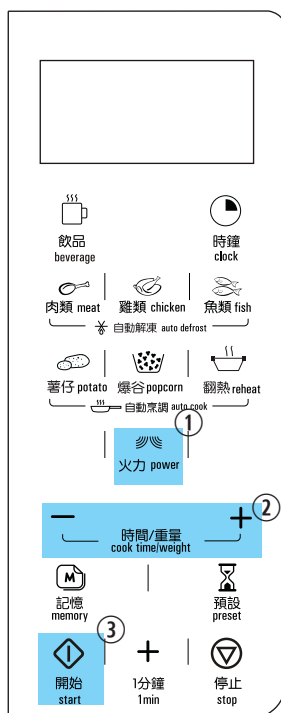 飲品 時鐘
beverage clock
肉類 meat 雞類 chicken 魚類 fish
自動解凍 auto defrost
薯仔 potato 爆谷 popcorn 翻熱 reheat
自動烹調 auto cook
①
火力 power
②
− +
時間/重量
cook time/weight
M
記憶 預設
memory preset
③
+
開始 1分鐘 停止
start 1min stop